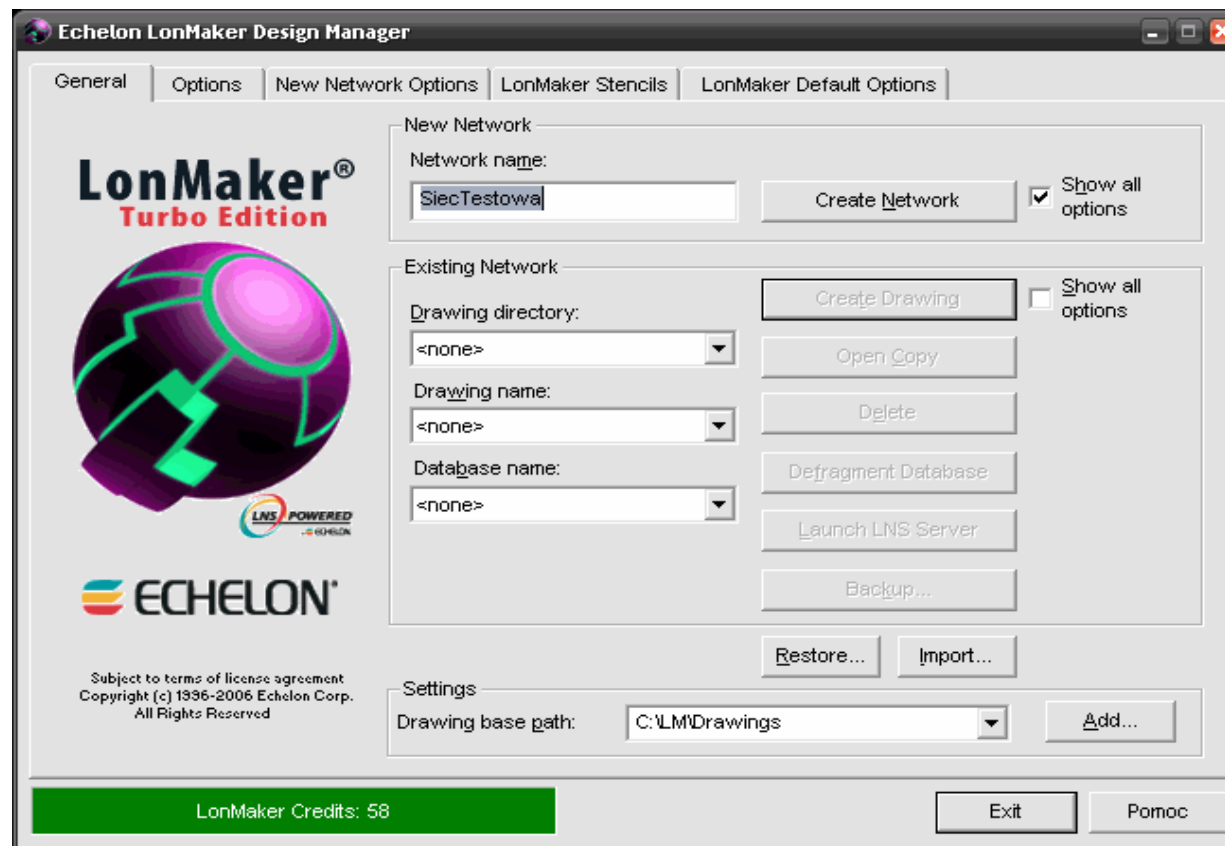 Echelon LonMaker Design Manager
General Options New Network Options LonMaker Stencils LonMaker Default Options
LonMaker®
Turbo Edition
LNS POWERED
ECHELON
ECHELON
Subject to terms of license agreement
Copyright (c) 1996-2006 Echelon Corp.
All Rights Reserved
New Network
Network name:
SiecTestowa
Create Network
Show all
options
Existing Network
Drawing directory:
<none>
Drawing name:
<none>
Database name:
<none>
Create Drawing
Show all
options
Open Copy
Delete
Defragment Database
Launch LNS Server
Backup...
Restore... Import...
Settings
Drawing base path: C:\LM\Drawings Add...
LonMaker Credits: 58
Exit Pomoc